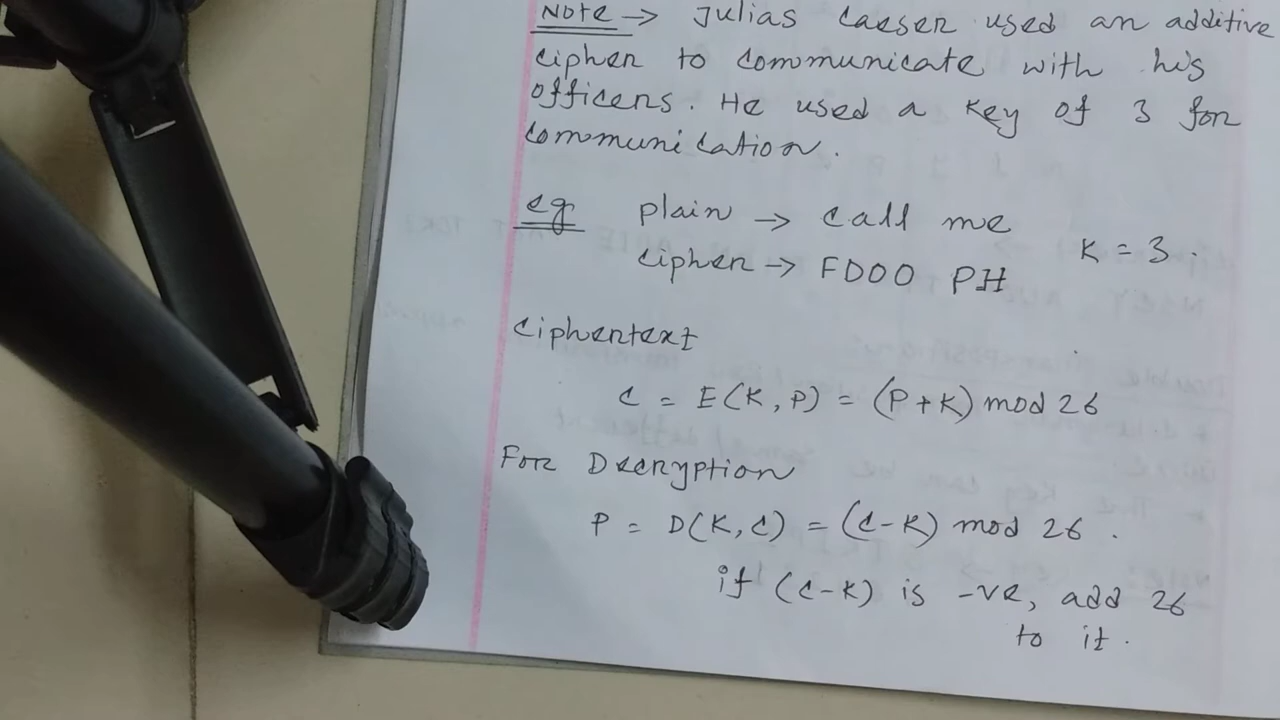 Note → Julias Caeser used an additive
cipher to communicate with his
officers. He used a key of 3 for
communication.
eg plain → call me
K = 3.
cipher → FDOO PH
Ciphertext
C = E(K, P) = (P+K) mod 26
For Decryption
P = D(K, C) = (C-K) mod 26.
if (C-K) is -ve, add 26
to it.